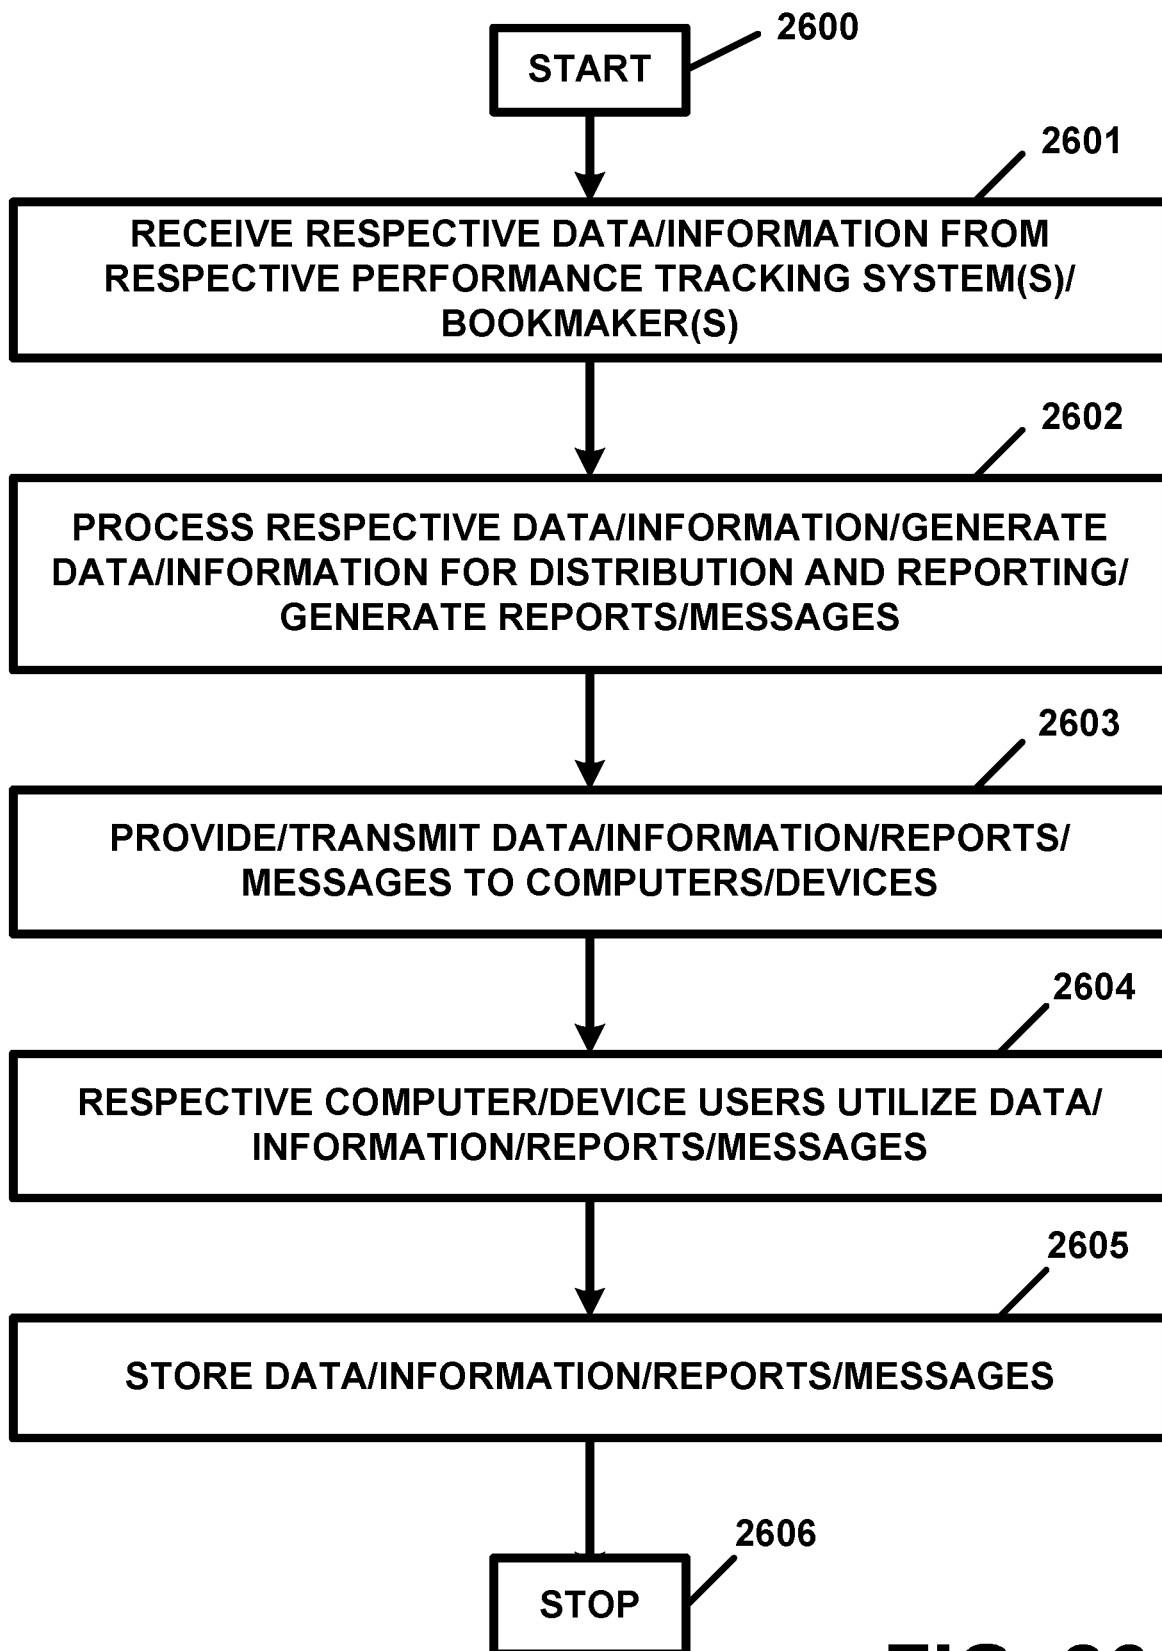 2600
START
2601
RECEIVE RESPECTIVE DATA/INFORMATION FROM
RESPECTIVE PERFORMANCE TRACKING SYSTEM(S)/
BOOKMAKER(S)
2602
PROCESS RESPECTIVE DATA/INFORMATION/GENERATE
DATA/INFORMATION FOR DISTRIBUTION AND REPORTING/
GENERATE REPORTS/MESSAGES
2603
PROVIDE/TRANSMIT DATA/INFORMATION/REPORTS/
MESSAGES TO COMPUTERS/DEVICES
2604
RESPECTIVE COMPUTER/DEVICE USERS UTILIZE DATA/
INFORMATION/REPORTS/MESSAGES
2605
STORE DATA/INFORMATION/REPORTS/MESSAGES
2606
STOP